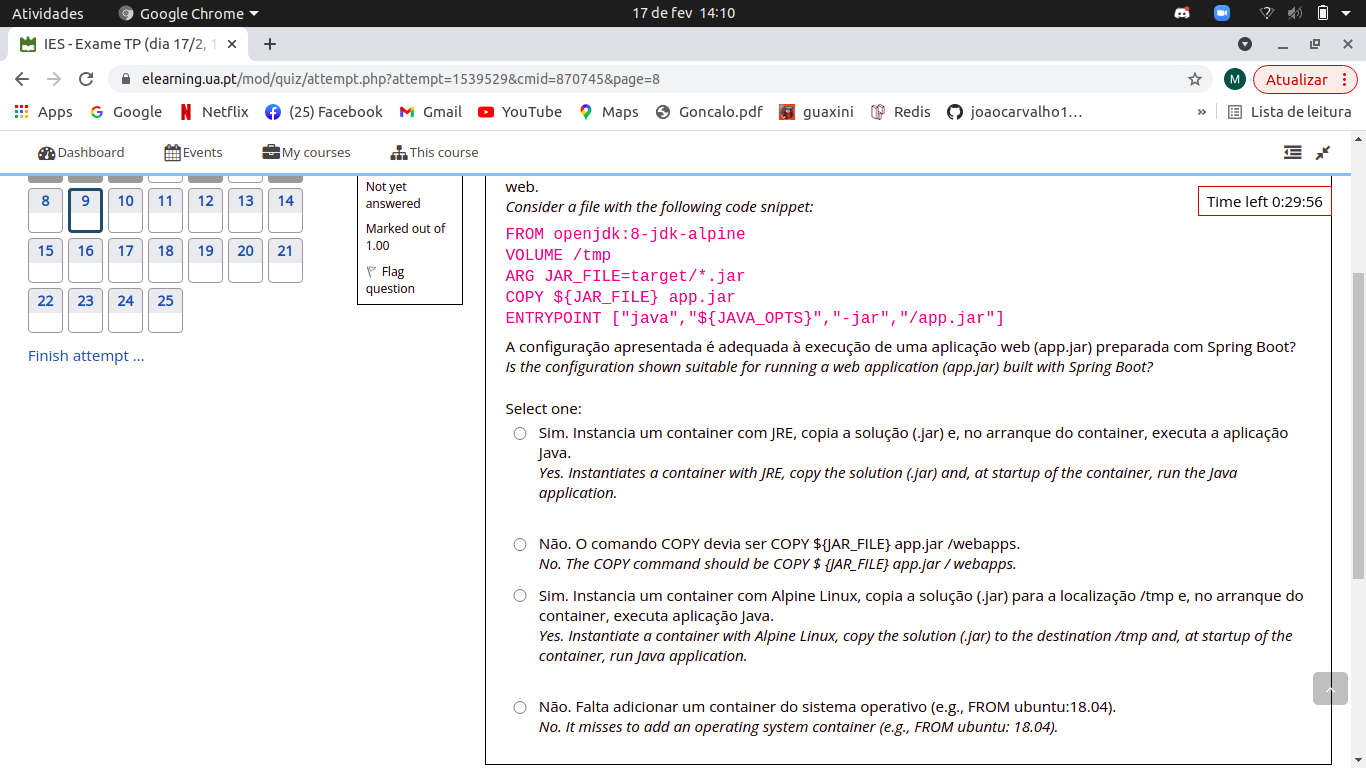 Atividades
Google Chrome
17 de fev 14:10
IES - Exame TP (dia 17/2, 1
elearning.ua.pt/mod/quiz/attempt.php?attempt=1539529&cmid=870745&page=8
M
Atualizar
Apps
Google
Netflix
(25) Facebook
Gmail
YouTube
Maps
Goncalo.pdf
guaxini
Redis
joaocarvalho1...
»
Lista de leitura
Dashboard
Events
My courses
This course
8 9 10 11 12 13 14
15 16 17 18 19 20 21
22 23 24 25
Finish attempt ...
Not yet
answered
Marked out of
1.00
Flag
question
Time left 0:29:56
web.
Consider a file with the following code snippet:
FROM openjdk:8-jdk-alpine
VOLUME /tmp
ARG JAR_FILE=target/*.jar
COPY ${JAR_FILE} app.jar
ENTRYPOINT ["java","${JAVA_OPTS}","-jar","/app.jar"]
A configuração apresentada é adequada à execução de uma aplicação web (app.jar) preparada com Spring Boot?
Is the configuration shown suitable for running a web application (app.jar) built with Spring Boot?
Select one:
Sim. Instancia um container com JRE, copia a solução (.jar) e, no arranque do container, executa a aplicação
Java.
Yes. Instantiates a container with JRE, copy the solution (.jar) and, at startup of the container, run the Java
application.
Não. O comando COPY devia ser COPY ${JAR_FILE} app.jar /webapps.
No. The COPY command should be COPY $ {JAR_FILE} app.jar / webapps.
Sim. Instancia um container com Alpine Linux, copia a solução (.jar) para a localização /tmp e, no arranque do
container, executa aplicação Java.
Yes. Instantiate a container with Alpine Linux, copy the solution (.jar) to the destination /tmp and, at startup of the
container, run Java application.
Não. Falta adicionar um container do sistema operativo (e.g., FROM ubuntu:18.04).
No. It misses to add an operating system container (e.g., FROM ubuntu: 18.04).